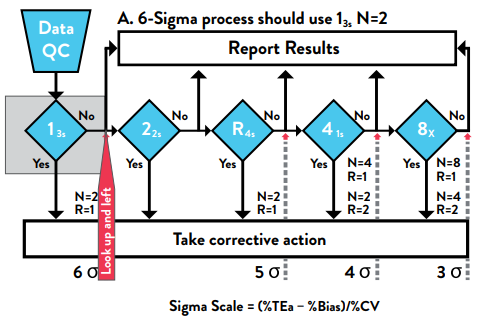 A. 6-Sigma process should use 1₃ₛ N=2
Data
QC
Report Results
No
No
No
No
No
1₃ₛ
2₂ₛ
R₄ₛ
4₁ₛ
8ₓ
Yes
Yes
Yes
Yes
Yes
N=4
R=1
N=8
R=1
N=2
R=1
N=2
R=1
N=2
R=2
N=4
R=2
Look up and left
Take corrective action
6 σ
5 σ
4 σ
3 σ
Sigma Scale = (%TEa – %Bias)/%CV